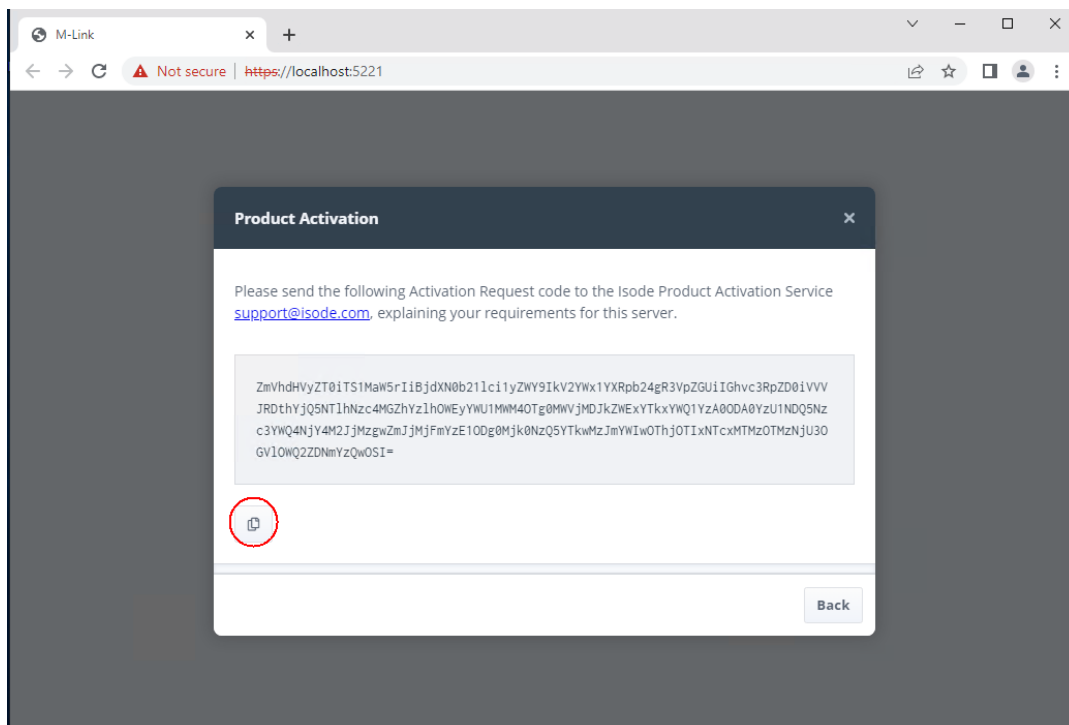 M-Link
Not secure
https://localhost:5221
Product Activation
Please send the following Activation Request code to the Isode Product Activation Service
support@isode.com, explaining your requirements for this server.
ZmVhdHVyZT0iTS1MaW5rIiBjdXN0b21lci1yZWY9IkV2YWx1YXRpb24gR3VpZGUiIGhvc3RpZD0iVVV
JRDthYjQ5NTlhNzc4MGZhYzlhOWEyYWU1MWM4OTg0MWVjMDJkZWExYTkxYWQ1YzA0ODA0YzU1NDQ5Nz
c3YWQ4NjY4M2JjMzgwZmJjMjFmYzE1ODg0Mjk0NzQ5YTkwMzJmYWIwOThjOTIxNTcxMTMzOTMzNjU3O
GVlOWQ2ZDNmYzQwOSI=
Back